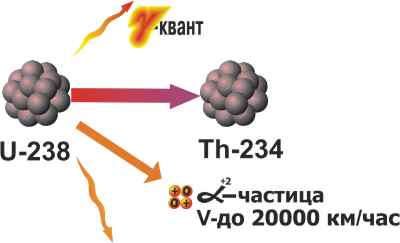 γ-квант
U-238
Th-234
+2
α-частица
V-до 20000 км/час